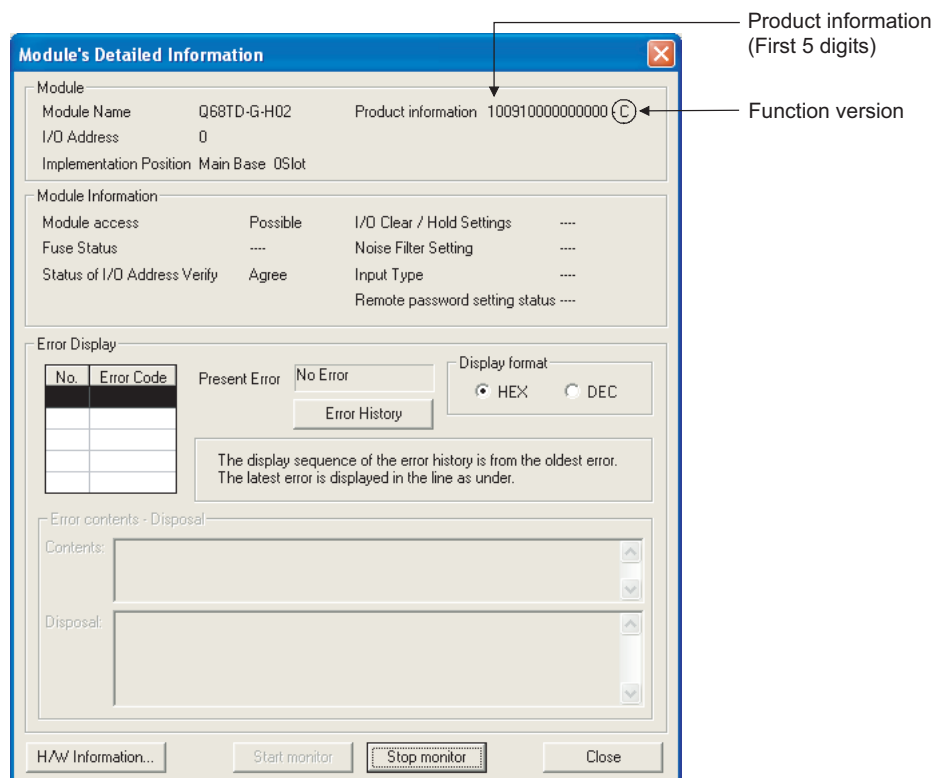 Product information
(First 5 digits)
Module's Detailed Information
Module
Module Name Q68TD-G-H02 Product information 100910000000000 - C
Function version
I/O Address 0
Implementation Position Main Base 0Slot
Module Information
Module access Possible I/O Clear / Hold Settings ----
Fuse Status ---- Noise Filter Setting ----
Status of I/O Address Verify Agree Input Type ----
Remote password setting status ----
Error Display
No. Error Code
Present Error No Error
Display format
HEX DEC
Error History
The display sequence of the error history is from the oldest error.
The latest error is displayed in the line as under.
Error contents - Disposal
Contents:
Disposal:
H/W Information... Start monitor Stop monitor Close